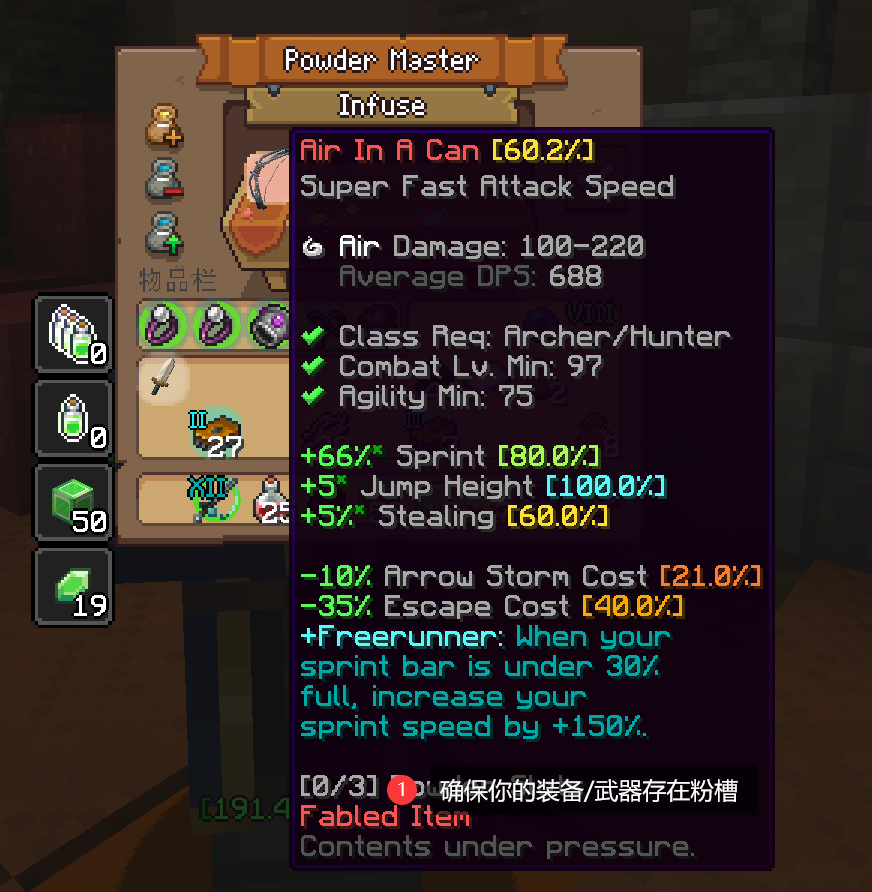 Powder Master
Infuse
Air In A Can [60.2%]
Super Fast Attack Speed
Air Damage: 100-220
Average DPS: 688
物品栏
Class Req: Archer/Hunter
Combat Lv. Min: 97
Agility Min: 75
0
0
50
19
II
27
XII
25
+66%* Sprint [80.0%]
+5* Jump Height [100.0%]
+5%* Stealing [60.0%]
-10% Arrow Storm Cost [21.0%]
-35% Escape Cost [40.0%]
+Freerunner: When your
sprint bar is under 30%
full, increase your
sprint speed by +150%.
[0/3]
1 确保你的装备/武器存在粉槽
[191.4
Fabled Item
Contents under pressure.